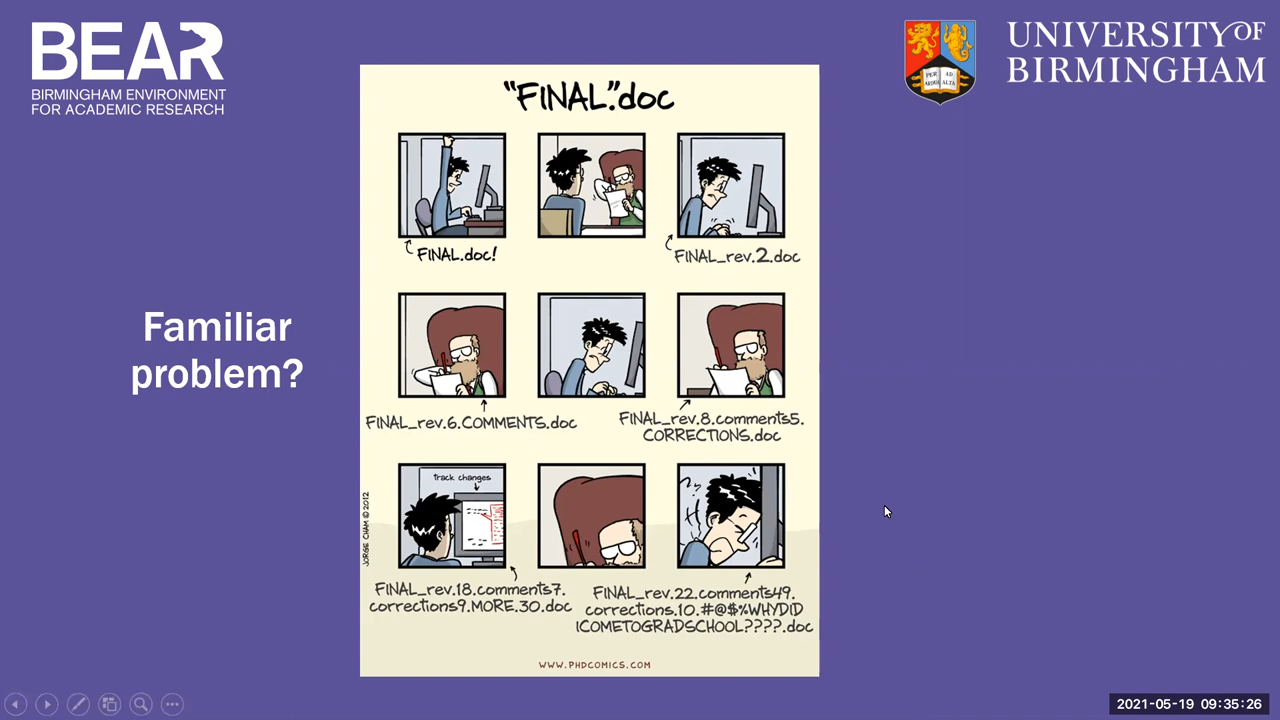 BEAR
BIRMINGHAM ENVIRONMENT
FOR ACADEMIC RESEARCH
UNIVERSITY OF
BIRMINGHAM
PER AD
ARDUA ALTA
Familiar
problem?
"FINAL".doc
FINAL.doc!
FINAL_rev.2.doc
FINAL_rev.6.COMMENTS.doc
FINAL_rev.8.comments5.
CORRECTIONS.doc
track changes
FINAL_rev.18.comments7.
corrections9.MORE.30.doc
FINAL_rev.22.comments49.
corrections.10.#@$%WHYDID
ICOMETOGRADSCHOOL????.doc
JORGE CHAM © 2012
WWW.PHDCOMICS.COM
2021-05-19 09:35:26